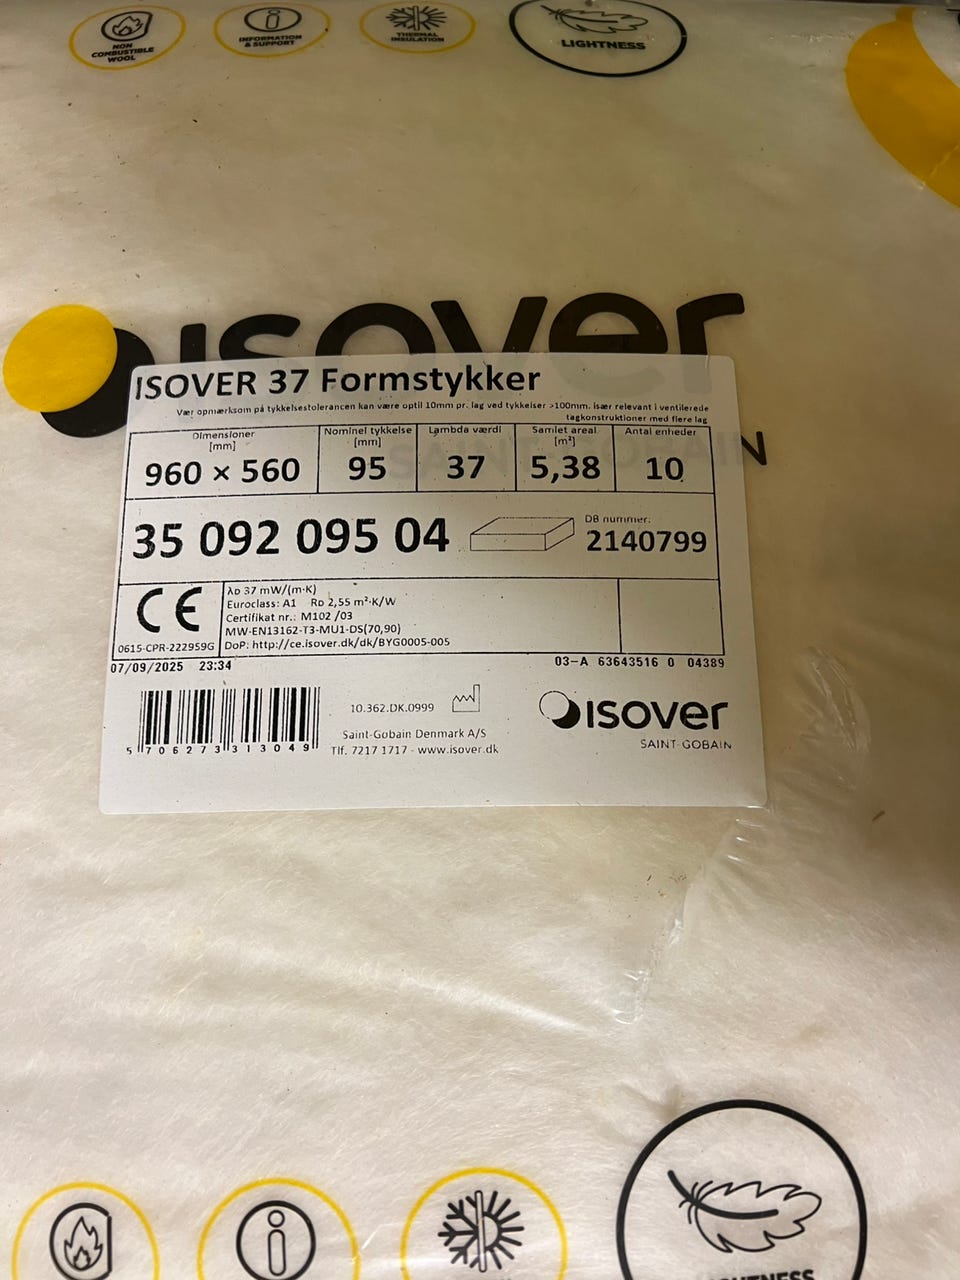 NON
COMBUSTIBLE
WOOL
INFORMATION
& SUPPORT
THERMAL
INSULATION
LIGHTNESS
isover
ISOVER 37 Formstykker
Vær opmærksom på tykkelsestolerancen kan være optil 10mm pr. lag ved tykkelser >100mm. Især relevant i ventilerede
tagkonstruktioner med flere lag
Dimensioner
[mm]
Nominel tykkelse
[mm]
Lambda værdi
Samlet areal
[m²]
Antal enheder
960 x 560
95
37
5,38
10
SAINT-GOBAIN
35 092 095 04
DB nummer:
2140799
CE
0615-CPR-222959G
λD 37 mW/(m·K)
Euroclass: A1 RD 2,55 m²·K/W
Certifikat nr.: M102 /03
MW-EN13162-T3-MU1-DS(70,90)
DoP: http://ce.isover.dk/dk/BYG0005-005
07/09/2025 23:34
03-A 63643516 0 04389
5 706273 313049
10.362.DK.0999
Saint-Gobain Denmark A/S
Tlf. 7217 1717 - www.isover.dk
isover
SAINT-GOBAIN